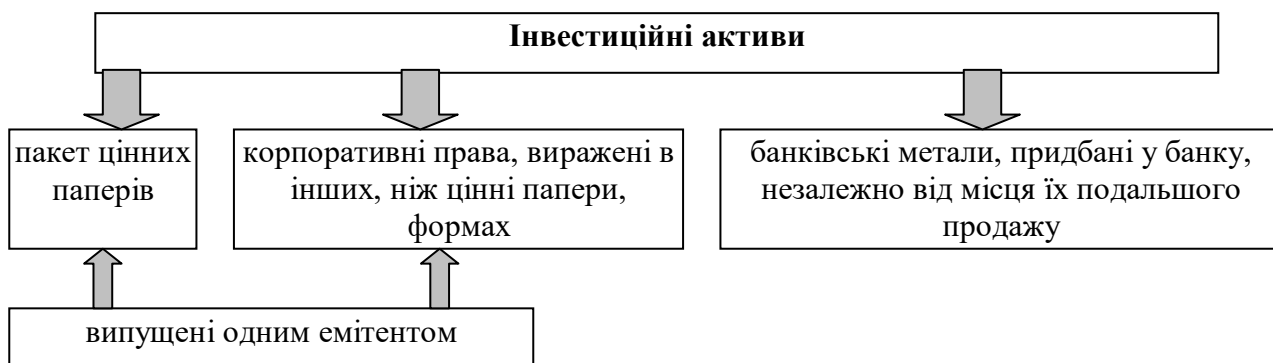 Інвестиційні активи
пакет цінних
паперів
корпоративні права, виражені в
інших, ніж цінні папери,
формах
банківські метали, придбані у банку,
незалежно від місця їх подальшого
продажу
випущені одним емітентом